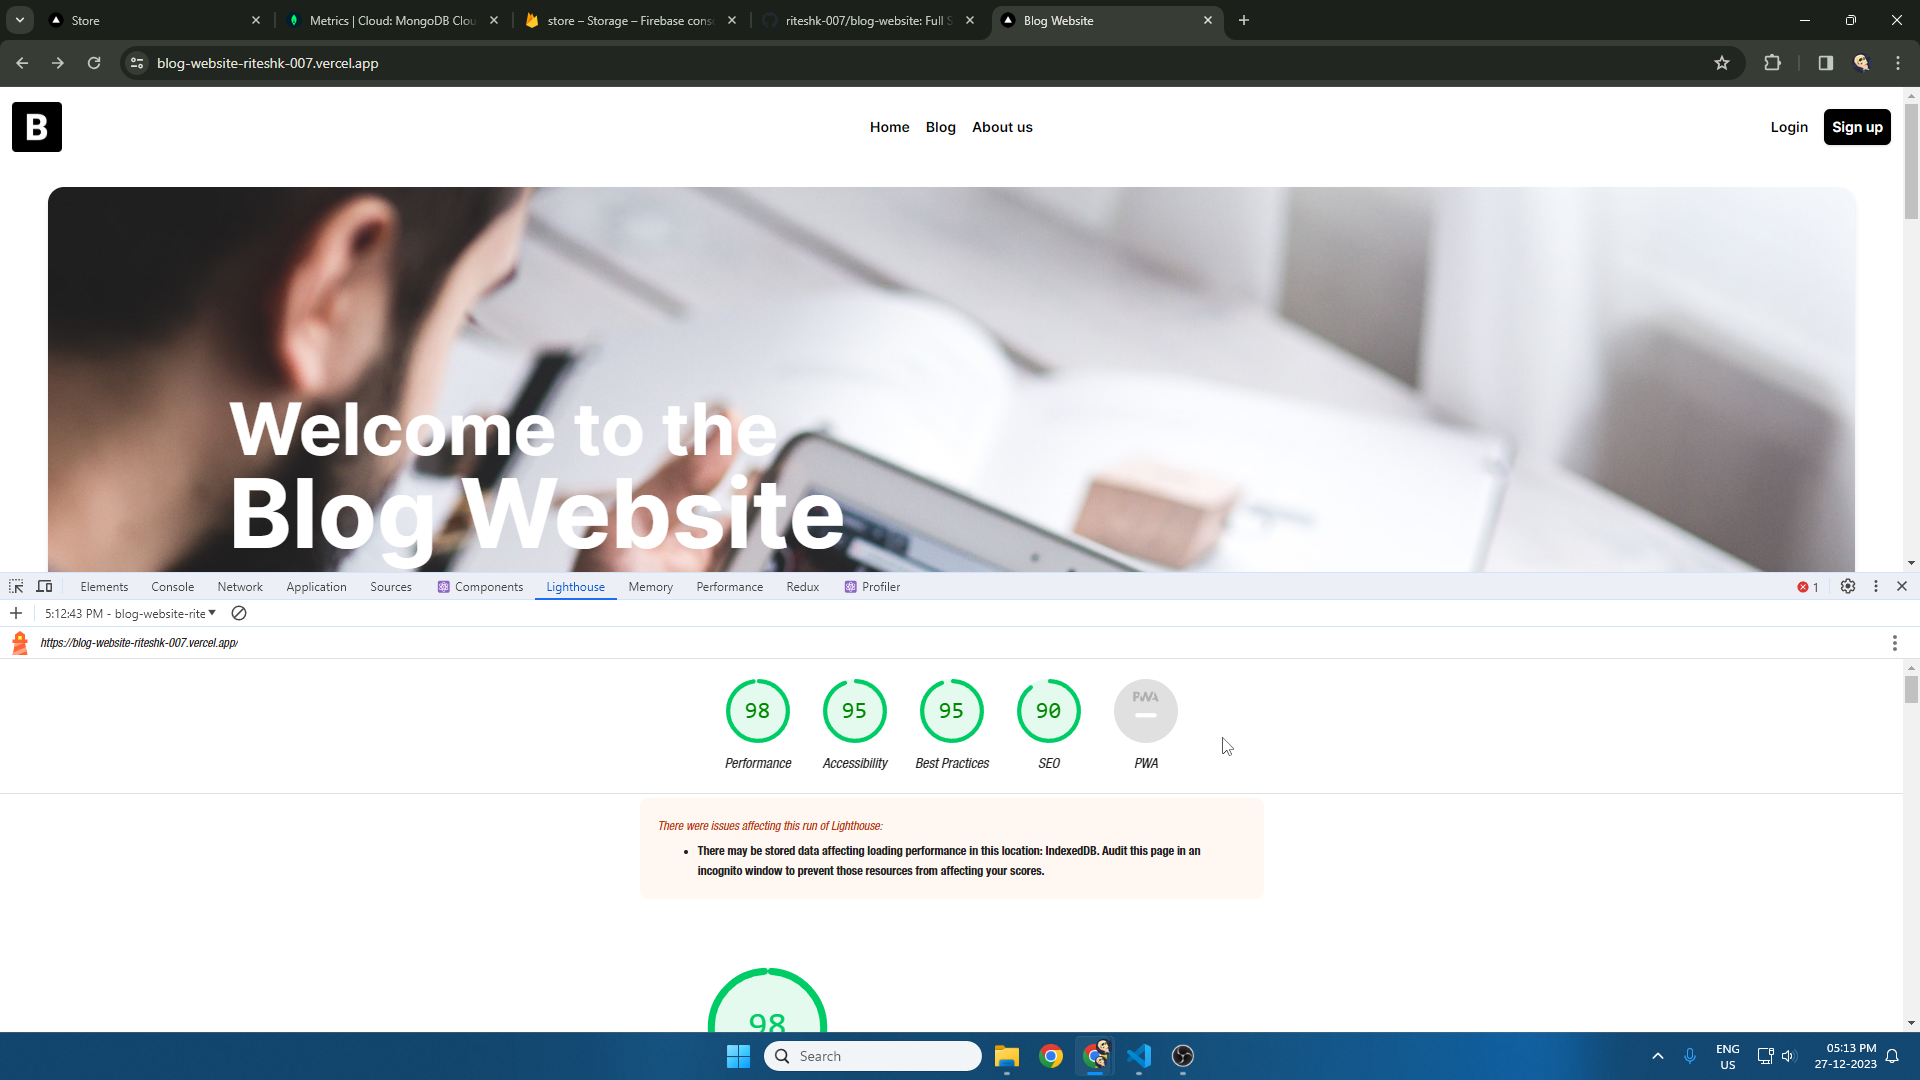 Store
Metrics | Cloud: MongoDB Clou
store – Storage – Firebase cons
riteshk-007/blog-website: Full S
Blog Website
blog-website-riteshk-007.vercel.app
B
Home Blog About us
Login Sign up
Welcome to the
Blog Website
Elements Console Network Application Sources Components Lighthouse Memory Performance Redux Profiler
1
5:12:43 PM - blog-website-rite
https://blog-website-riteshk-007.vercel.app/
98 95 95 90 PWA
Performance Accessibility Best Practices SEO PWA
There were issues affecting this run of Lighthouse:
There may be stored data affecting loading performance in this location: IndexedDB. Audit this page in an
incognito window to prevent those resources from affecting your scores.
98
Search
ENG
US
05:13 PM
27-12-2023